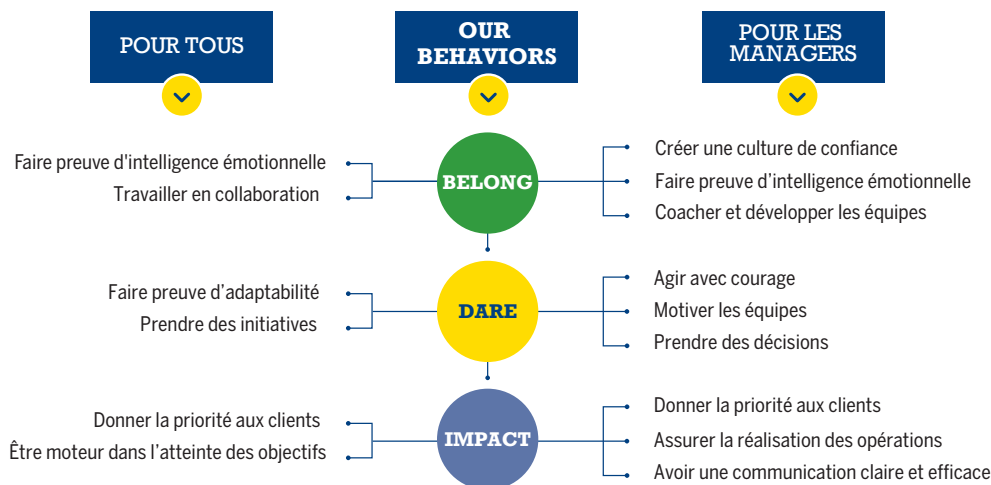 POUR TOUS
OUR
BEHAVIORS
POUR LES
MANAGERS
Faire preuve d'intelligence émotionnelle
Travailler en collaboration
BELONG
Créer une culture de confiance
Faire preuve d’intelligence émotionnelle
Coacher et développer les équipes
Faire preuve d’adaptabilité
Prendre des initiatives
DARE
Agir avec courage
Motiver les équipes
Prendre des décisions
Donner la priorité aux clients
Être moteur dans l’atteinte des objectifs
IMPACT
Donner la priorité aux clients
Assurer la réalisation des opérations
Avoir une communication claire et efficace